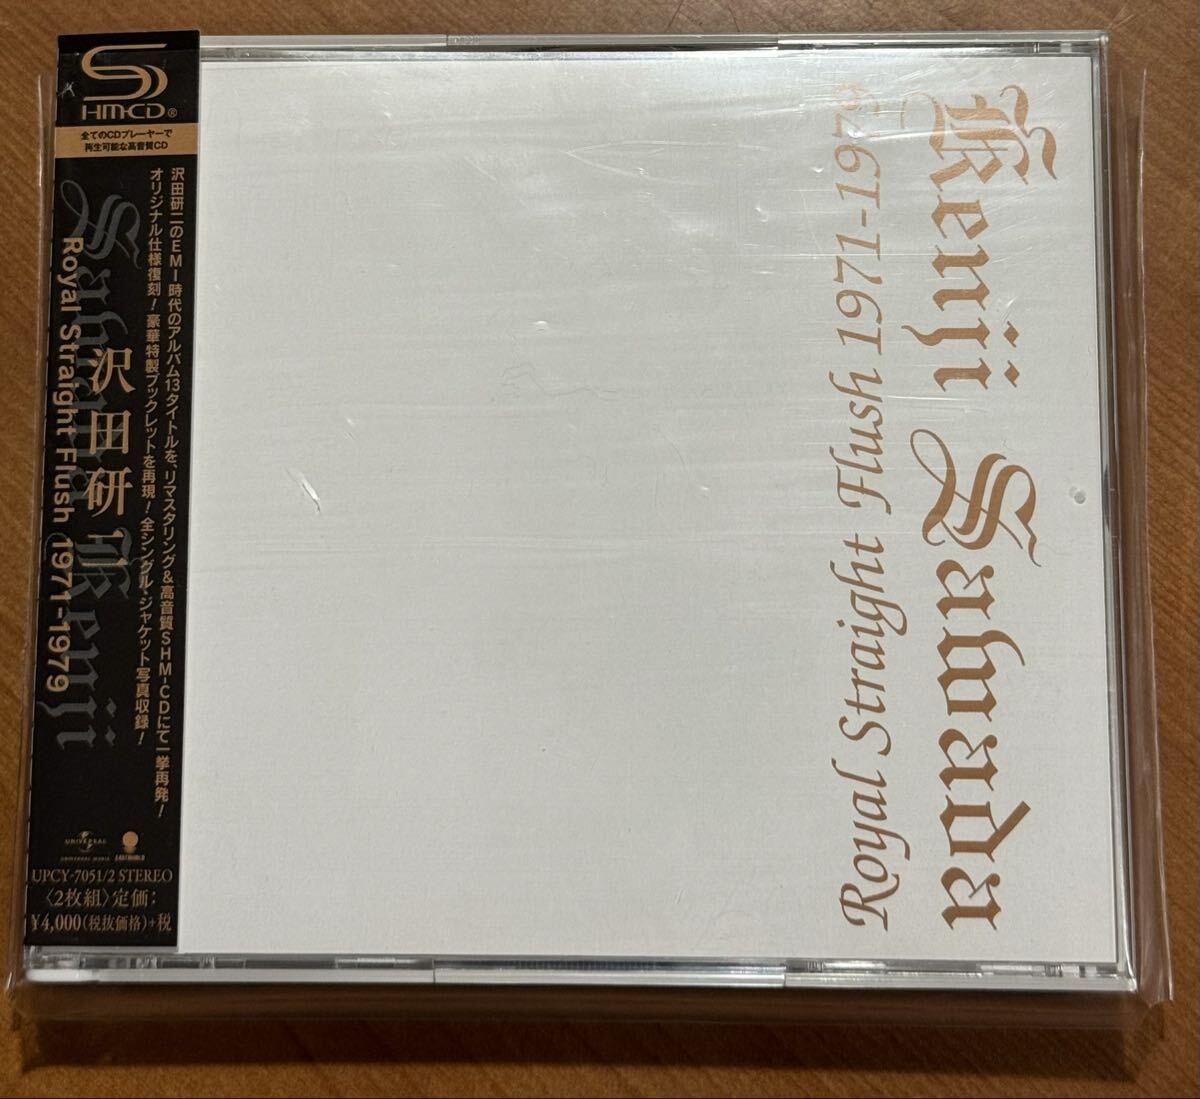 SHM-CD®
全てのCDプレーヤーで
再生可能な高音質CD
沢田研二のEMI時代のアルバム13タイトルを、リマスタリング&高音質SHM-CDにて一挙再発!
オリジナル仕様復刻!豪華特製ブックレットを再現!全シングル・ジャケット写真収録!
沢田研二
Royal Straight Flush 1971-1979
Sawada Kenji
UNIVERSAL
UNIVERSAL MUSIC
EASTWORLD
UPCY-7051/2 STEREO
〈2枚組〉定価:
¥4,000(税抜価格)+税
Kenji Sawada
Royal Straight Flush 1971-1979